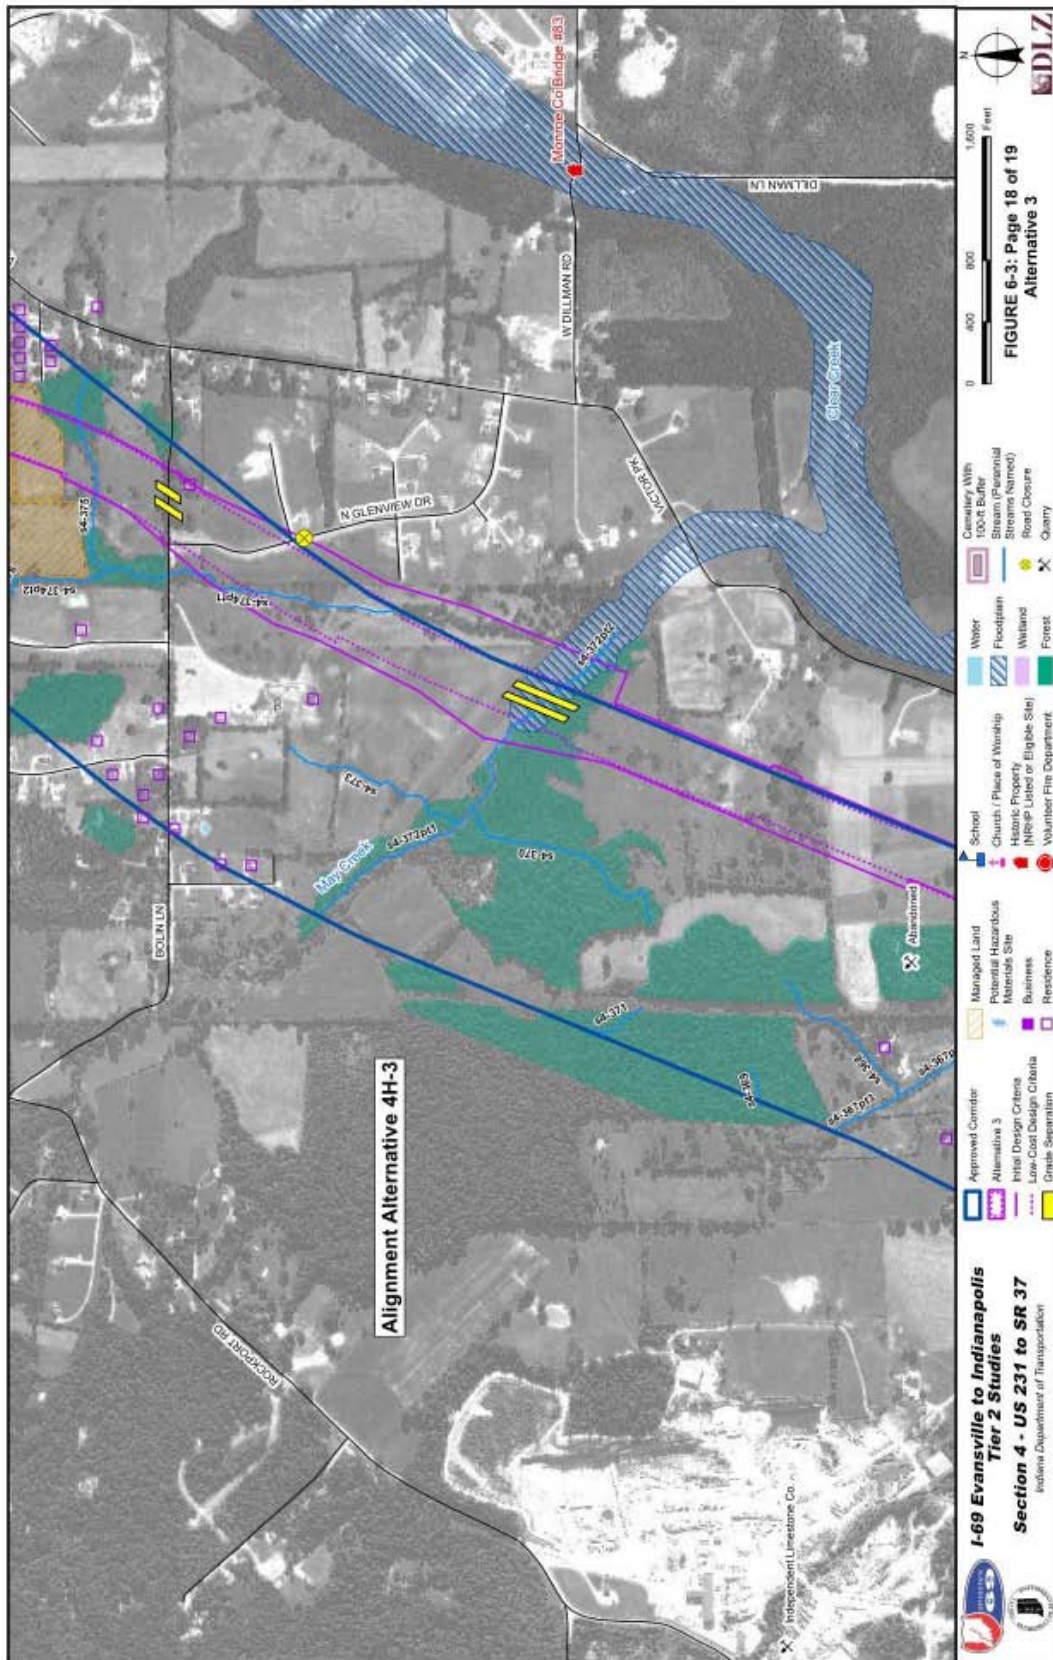 Monroe Co Bridge #83
DILLMAN LN
W DILLMAN RD
Clear Creek
VICTOR PK
N GLENVIEW DR
s4-375
s4-374pt2
s4-374pt1
s4-372pt2
s4-373
s4-372pt1
s4-370
May Creek
BOLIN LN
s4-371
s4-369
s4-368
s4-367pt3
Abandoned
Alignment Alternative 4H-3
ROCKPORT RD
Independent Limestone Co.
I-69 Evansville to Indianapolis
Tier 2 Studies
Section 4 - US 231 to SR 37
Indiana Department of Transportation
Approved Corridor
Alternative 3
Initial Design Criteria
Low-Cost Design Criteria
Grade Separation
Managed Land
Potential Hazardous
Materials Site
Business
Residence
School
Church / Place of Worship
Historic Property
(NRHP Listed or Eligible Site)
Volunteer Fire Department
Water
Floodplain
Wetland
Forest
Cemetery With
100-ft Buffer
Stream (Perennial
Streams Named)
Road Closure
Quarry
0 400 800 1,600
Feet
FIGURE 6-3: Page 18 of 19
Alternative 3
N
DLZ